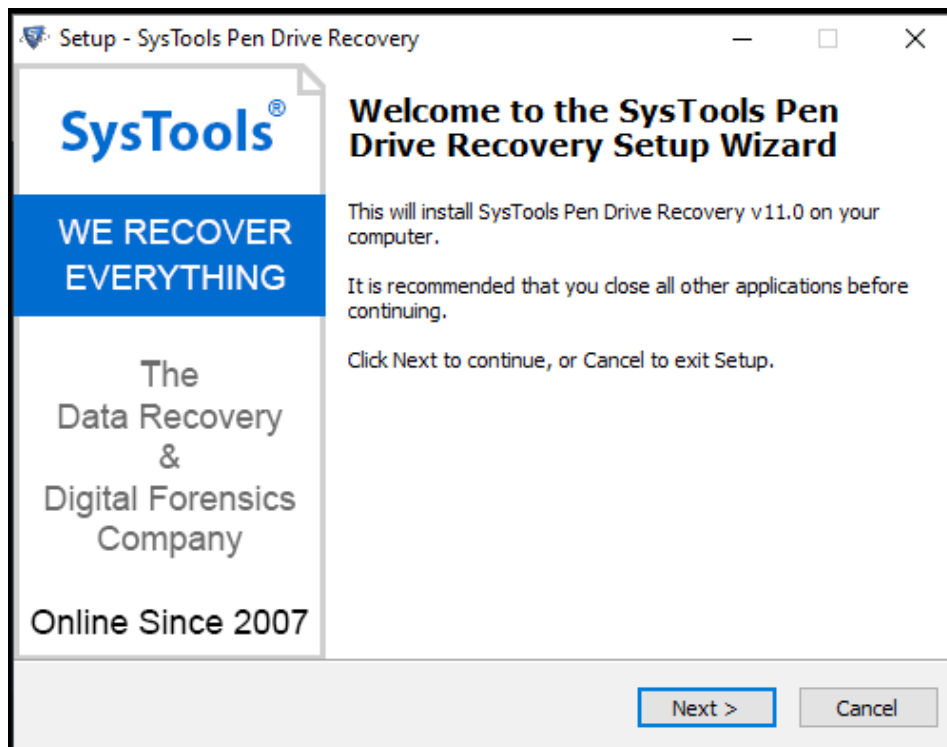 Setup - SysTools Pen Drive Recovery
SysTools®
WE RECOVER
EVERYTHING
The
Data Recovery
&
Digital Forensics
Company
Online Since 2007
Welcome to the SysTools Pen
Drive Recovery Setup Wizard
This will install SysTools Pen Drive Recovery v11.0 on your
computer.
It is recommended that you close all other applications before
continuing.
Click Next to continue, or Cancel to exit Setup.
Next >
Cancel